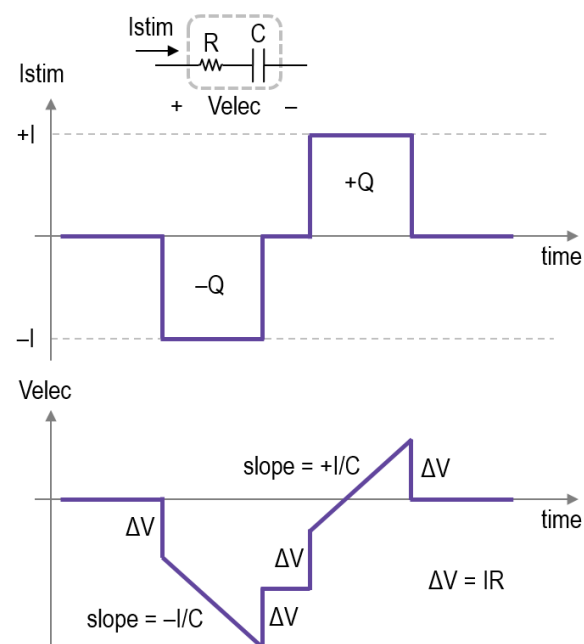 Istim
R
C
+ Velec –
Istim
+I
+Q
time
–Q
–I
Velec
slope = +I/C
ΔV
time
ΔV
ΔV
ΔV = IR
ΔV
slope = –I/C